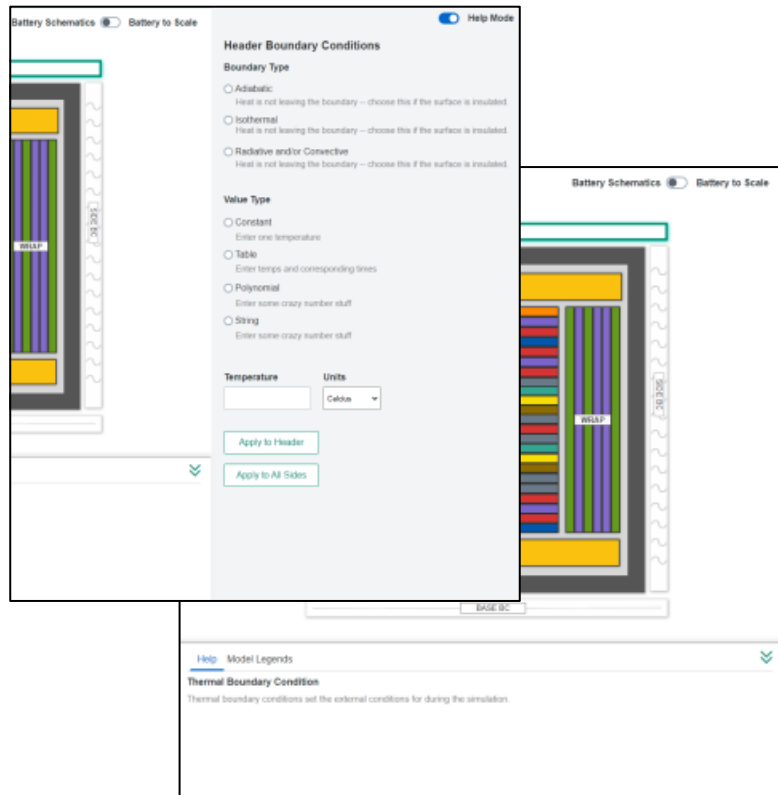 Battery Schematics Battery to Scale
Help Mode
Header Boundary Conditions
Boundary Type
Adiabatic
Heat is not leaving the boundary -- choose this if the surface is insulated.
Isothermal
Heat is not leaving the boundary -- choose this if the surface is insulated.
Radiative and/or Convective
Heat is not leaving the boundary -- choose this if the surface is insulated.
Value Type
Constant
Enter one temperature
Table
Enter temps and corresponding times
Polynomial
Enter some crazy number stuff
String
Enter some crazy number stuff
Temperature Units
Celcius
Apply to Header
Apply to All Sides
SIDE BC
WRAP
Battery Schematics Battery to Scale
SIDE BC
WRAP
BASE BC
Help Model Legends
Thermal Boundary Condition
Thermal boundary conditions set the external conditions for during the simulation.